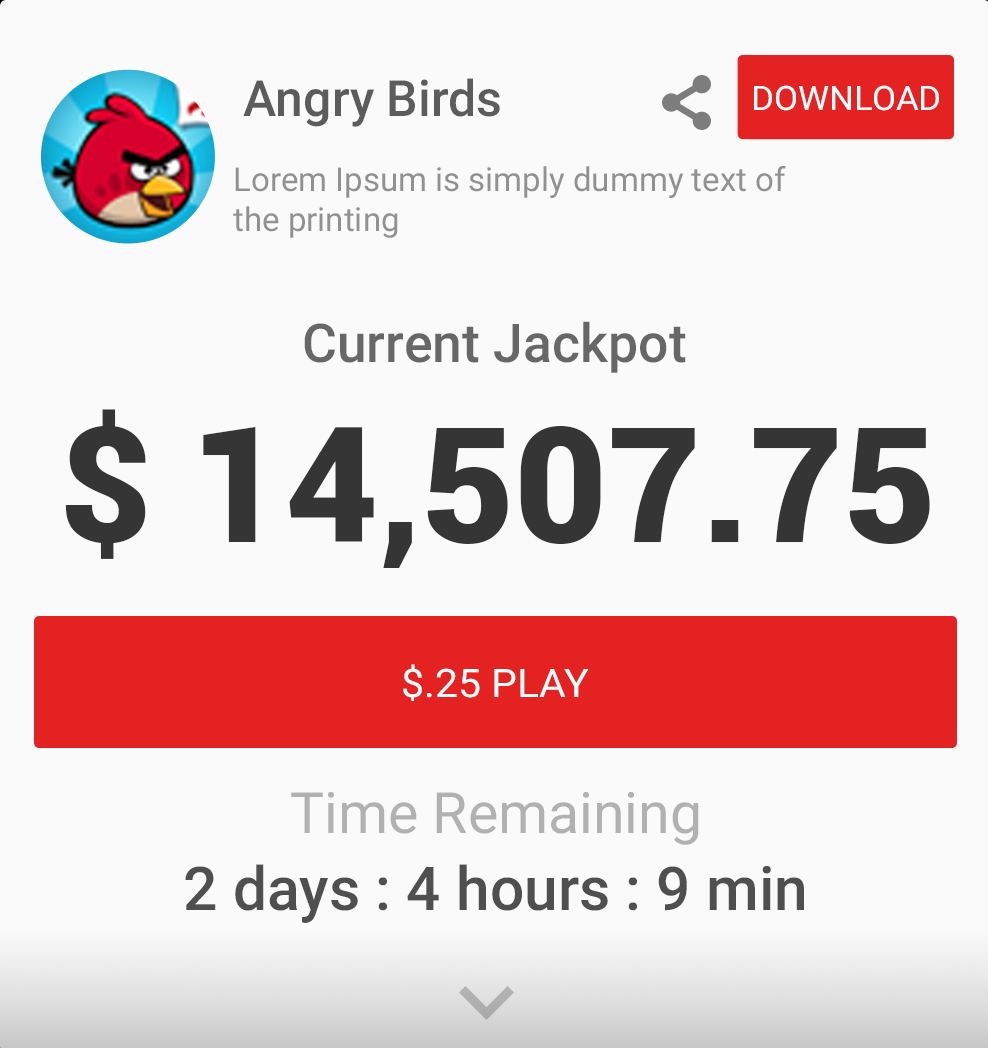 Angry Birds
DOWNLOAD
Lorem Ipsum is simply dummy text of
the printing
Current Jackpot
$ 14,507.75
$.25 PLAY
Time Remaining
2 days : 4 hours : 9 min